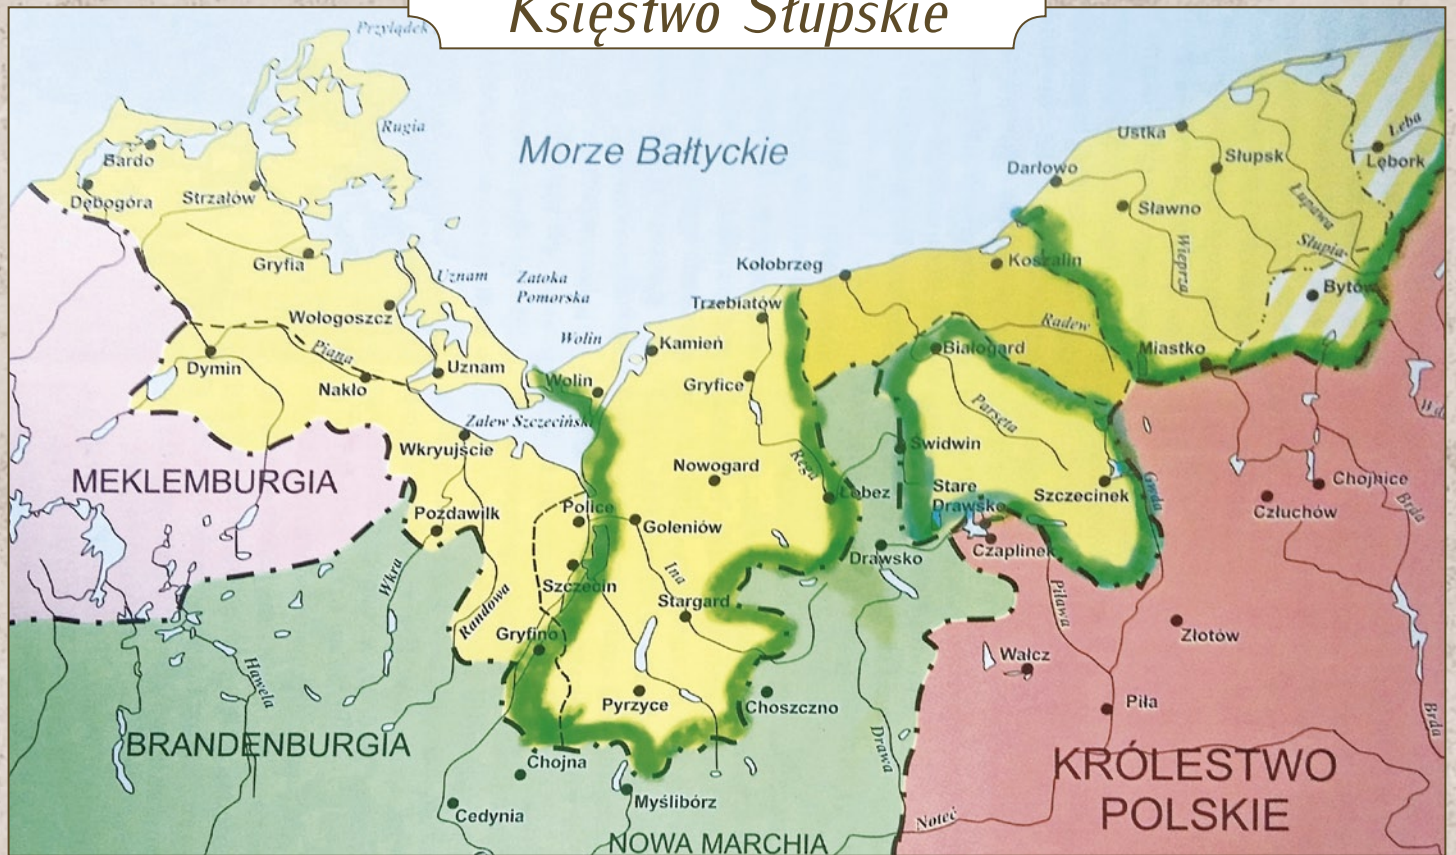 Księstwo Słupskie
Przylądek
Rugia
Morze Bałtyckie
Bardo
Dębogóra
Strzałów
Gryfia
Uznam
Zatoka
Pomorska
Wołogoszcz
Piana
Dymin
Nakło
Uznam
Wolin
Wolin
Zalew Szczeciński
Kamień
Trzebiatów
Kołobrzeg
Gryfice
Darłowo
Ustka
Słupsk
Łeba
Lębork
Sławno
Łupawa
Słupia
Wieprza
Koszalin
Bytów
Radew
Białogard
Miastko
Parsęta
Wkryujście
MEKLEMBURGIA
Nowogard
Rega
Świdwin
Łobez
Stare
Drawsko
Szczecinek
Gwda
Chojnice
Człuchów
Brda
Pozdawilk
Police
Goleniów
Drawsko
Czaplinek
Wkra
Randowa
Szczecin
Ina
Stargard
Piława
Złotów
Gryfino
Wałcz
Hawela
Pyrzyce
Choszczno
Piła
Brda
BRANDENBURGIA
Drawa
Chojna
KRÓLESTWO
POLSKIE
Cedynia
Myślibórz
Noteć
NOWA MARCHIA